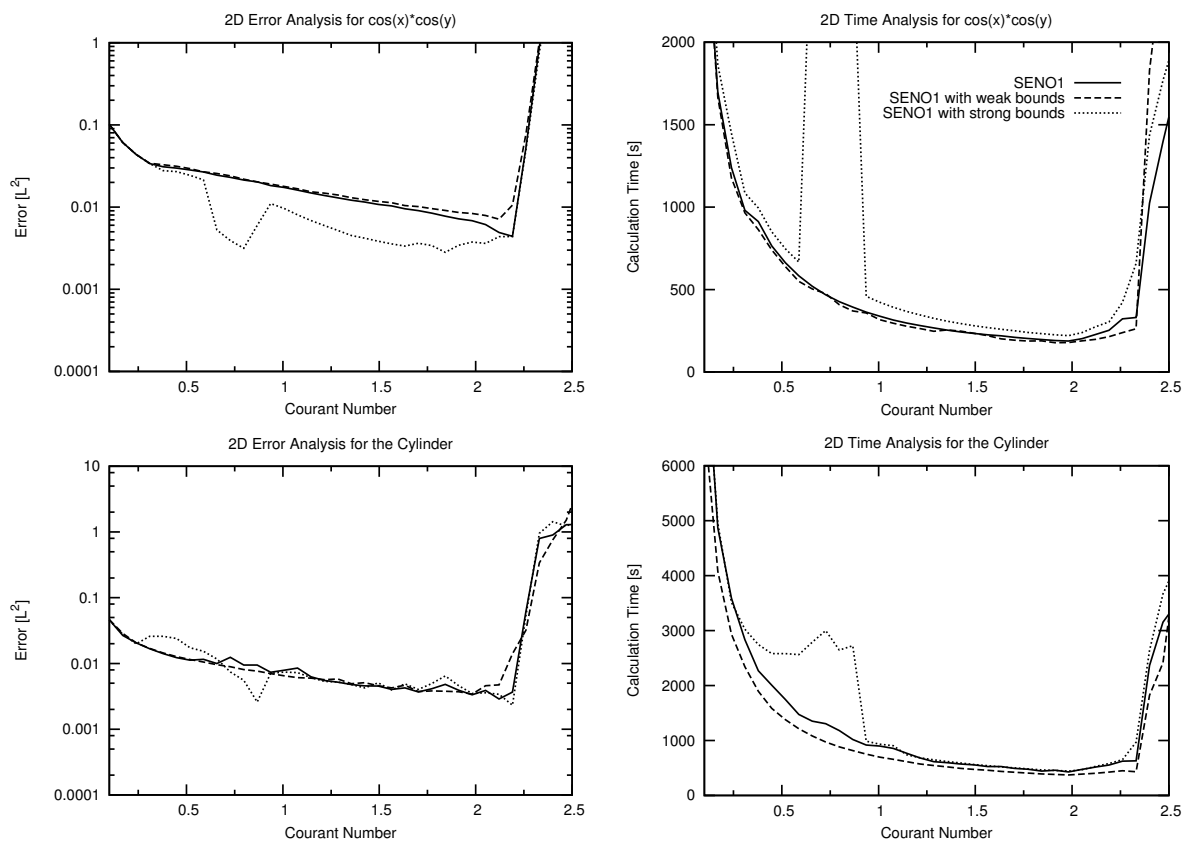 2D Error Analysis for cos(x)*cos(y)
1
0.1
0.01
0.001
0.0001
Error [L²]
0.5 1 1.5 2 2.5
Courant Number
2D Time Analysis for cos(x)*cos(y)
2000
1500
1000
500
0
Calculation Time [s]
SENO1
SENO1 with weak bounds
SENO1 with strong bounds
0.5 1 1.5 2 2.5
Courant Number
2D Error Analysis for the Cylinder
10
1
0.1
0.01
0.001
0.0001
Error [L²]
0.5 1 1.5 2 2.5
Courant Number
2D Time Analysis for the Cylinder
6000
5000
4000
3000
2000
1000
0
Calculation Time [s]
0.5 1 1.5 2 2.5
Courant Number